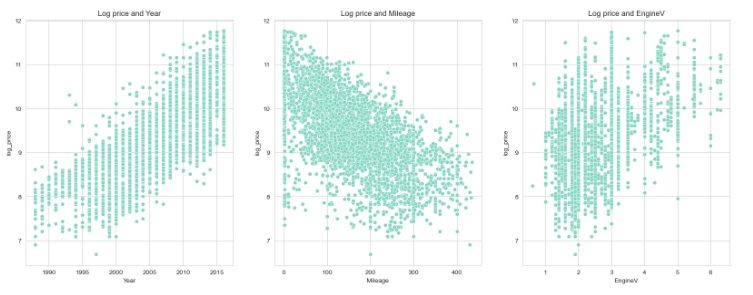 Log price and Year
12
11
10
9
8
7
log_price
1990 1995 2000 2005 2010 2015
Year
Log price and Mileage
12
11
10
9
8
7
log_price
0 100 200 300 400
Mileage
Log price and EngineV
12
11
10
9
8
7
log_price
1 2 3 4 5 6
EngineV